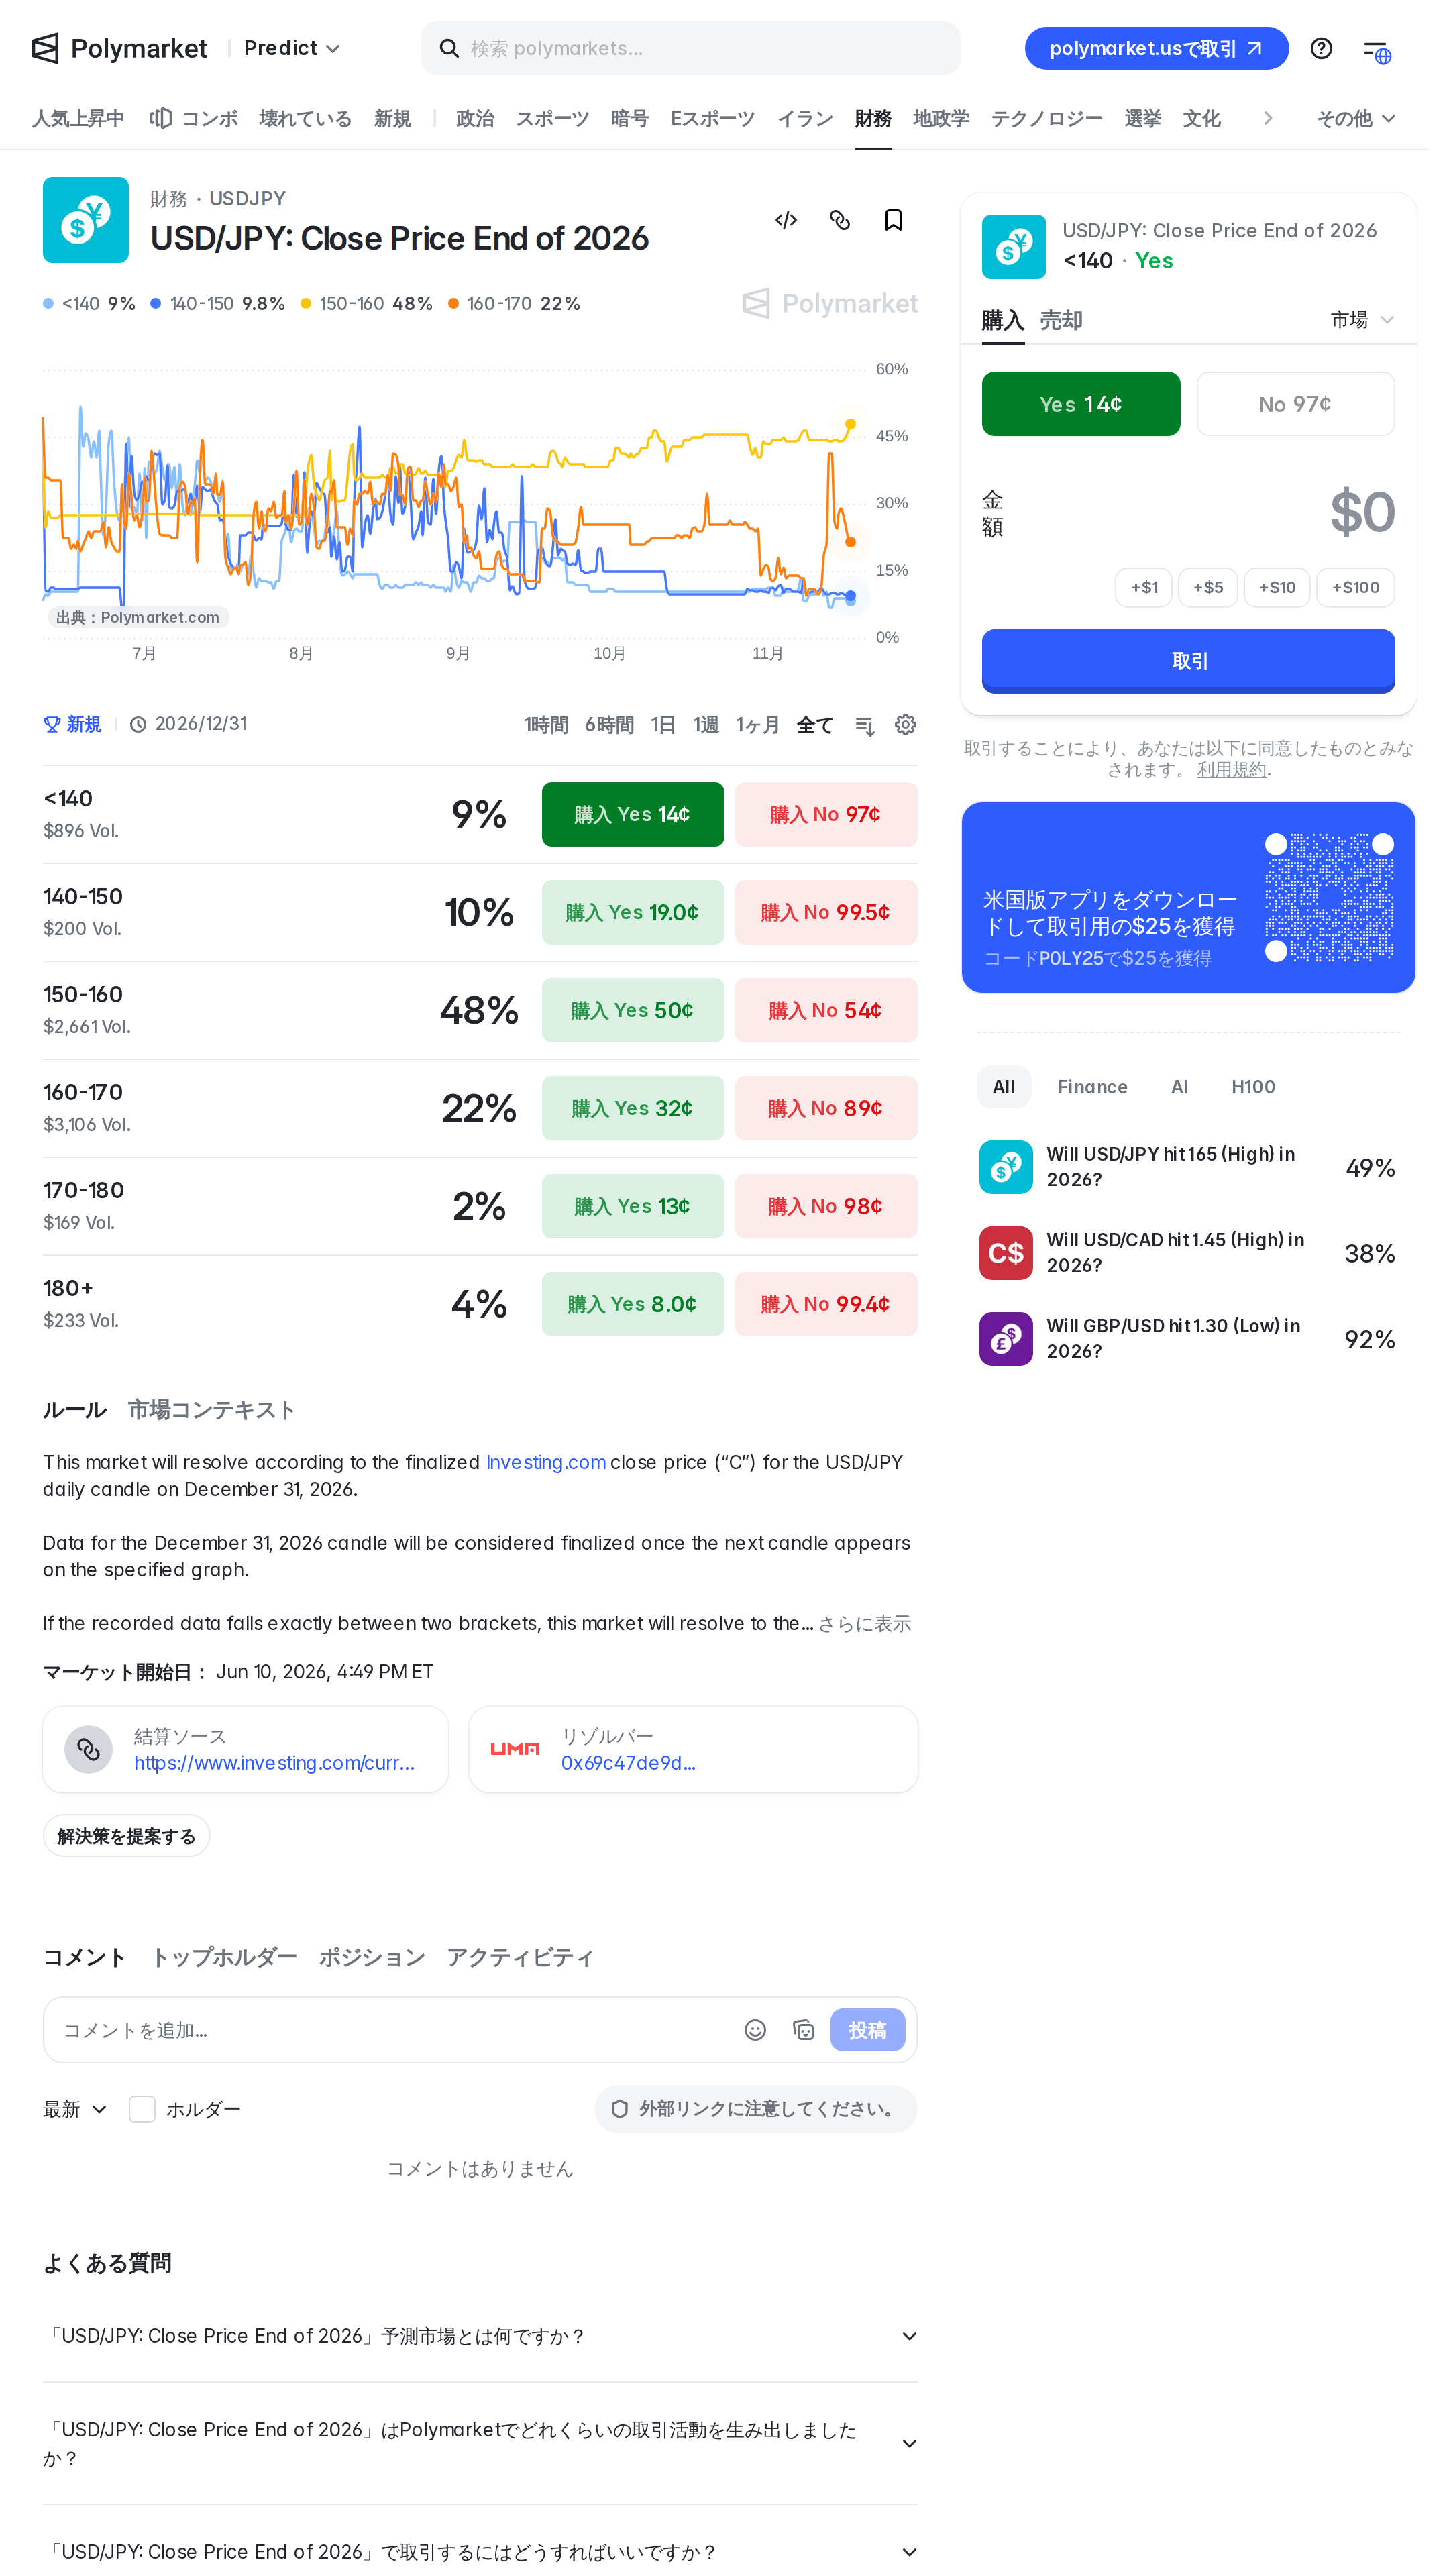 Polymarket
Predict
検索 polymarkets...
polymarket.usで取引
人気上昇中 コンボ 壊れている 新規 政治 スポーツ 暗号 Eスポーツ イラン 財務 地政学 テクノロジー 選挙 文化 その他
財務 · USDJPY
USD/JPY: Close Price End of 2026
<140 9% 140-150 9.8% 150-160 48% 160-170 22%
Polymarket
60%
45%
30%
15%
0%
出典：Polymarket.com
7月 8月 9月 10月 11月
新規 2026/12/31
1時間 6時間 1日 1週 1ヶ月 全て
<140
$896 Vol.
9%
購入 Yes 14¢
購入 No 97¢
140-150
$200 Vol.
10%
購入 Yes 19.0¢
購入 No 99.5¢
150-160
$2,661 Vol.
48%
購入 Yes 50¢
購入 No 54¢
160-170
$3,106 Vol.
22%
購入 Yes 32¢
購入 No 89¢
170-180
$169 Vol.
2%
購入 Yes 13¢
購入 No 98¢
180+
$233 Vol.
4%
購入 Yes 8.0¢
購入 No 99.4¢
ルール 市場コンテキスト
This market will resolve according to the finalized Investing.com close price (“C”) for the USD/JPY
daily candle on December 31, 2026.
Data for the December 31, 2026 candle will be considered finalized once the next candle appears
on the specified graph.
If the recorded data falls exactly between two brackets, this market will resolve to the... さらに表示
マーケット開始日： Jun 10, 2026, 4:49 PM ET
結算ソース
https://www.investing.com/curr...
リゾルバー
0x69c47de9d...
解決策を提案する
コメント トップホルダー ポジション アクティビティ
コメントを追加...
投稿
最新 ホルダー
外部リンクに注意してください。
コメントはありません
よくある質問
「USD/JPY: Close Price End of 2026」予測市場とは何ですか？
「USD/JPY: Close Price End of 2026」はPolymarketでどれくらいの取引活動を生み出しました
か？
「USD/JPY: Close Price End of 2026」で取引するにはどうすればいいですか？
USD/JPY: Close Price End of 2026
<140 · Yes
購入 売却 市場
Yes 14¢
No 97¢
金
額
$0
+$1 +$5 +$10 +$100
取引
取引することにより、あなたは以下に同意したものとみな
されます。 利用規約.
米国版アプリをダウンロー
ドして取引用の$25を獲得
コードPOLY25で$25を獲得
All Finance AI H100
Will USD/JPY hit 165 (High) in
2026?
49%
C$
Will USD/CAD hit 1.45 (High) in
2026?
38%
Will GBP/USD hit 1.30 (Low) in
2026?
92%